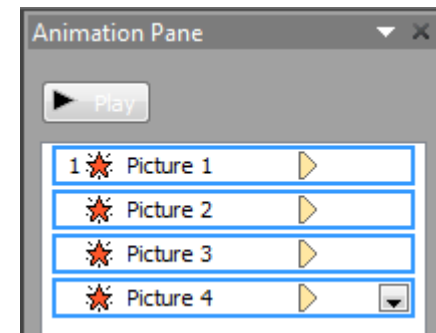 Animation Pane
Play
1 Picture 1
Picture 2
Picture 3
Picture 4